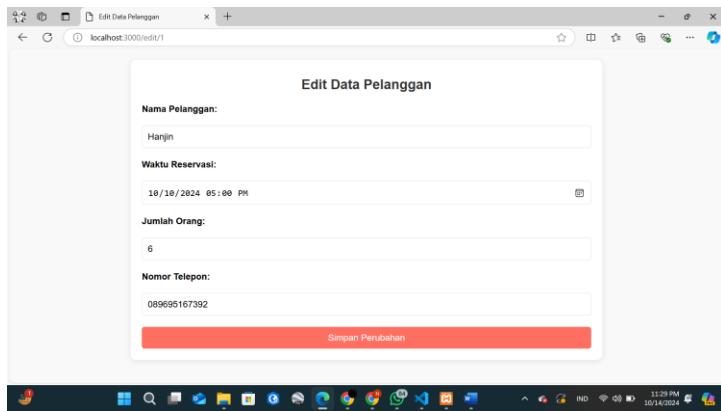 Edit Data Pelanggan
localhost:3000/edit/1
Edit Data Pelanggan
Nama Pelanggan:
Hanjin
Waktu Reservasi:
10/10/2024 05:00 PM
Jumlah Orang:
6
Nomor Telepon:
089695167392
Simpan Perubahan
IND
11:29 PM
10/14/2024